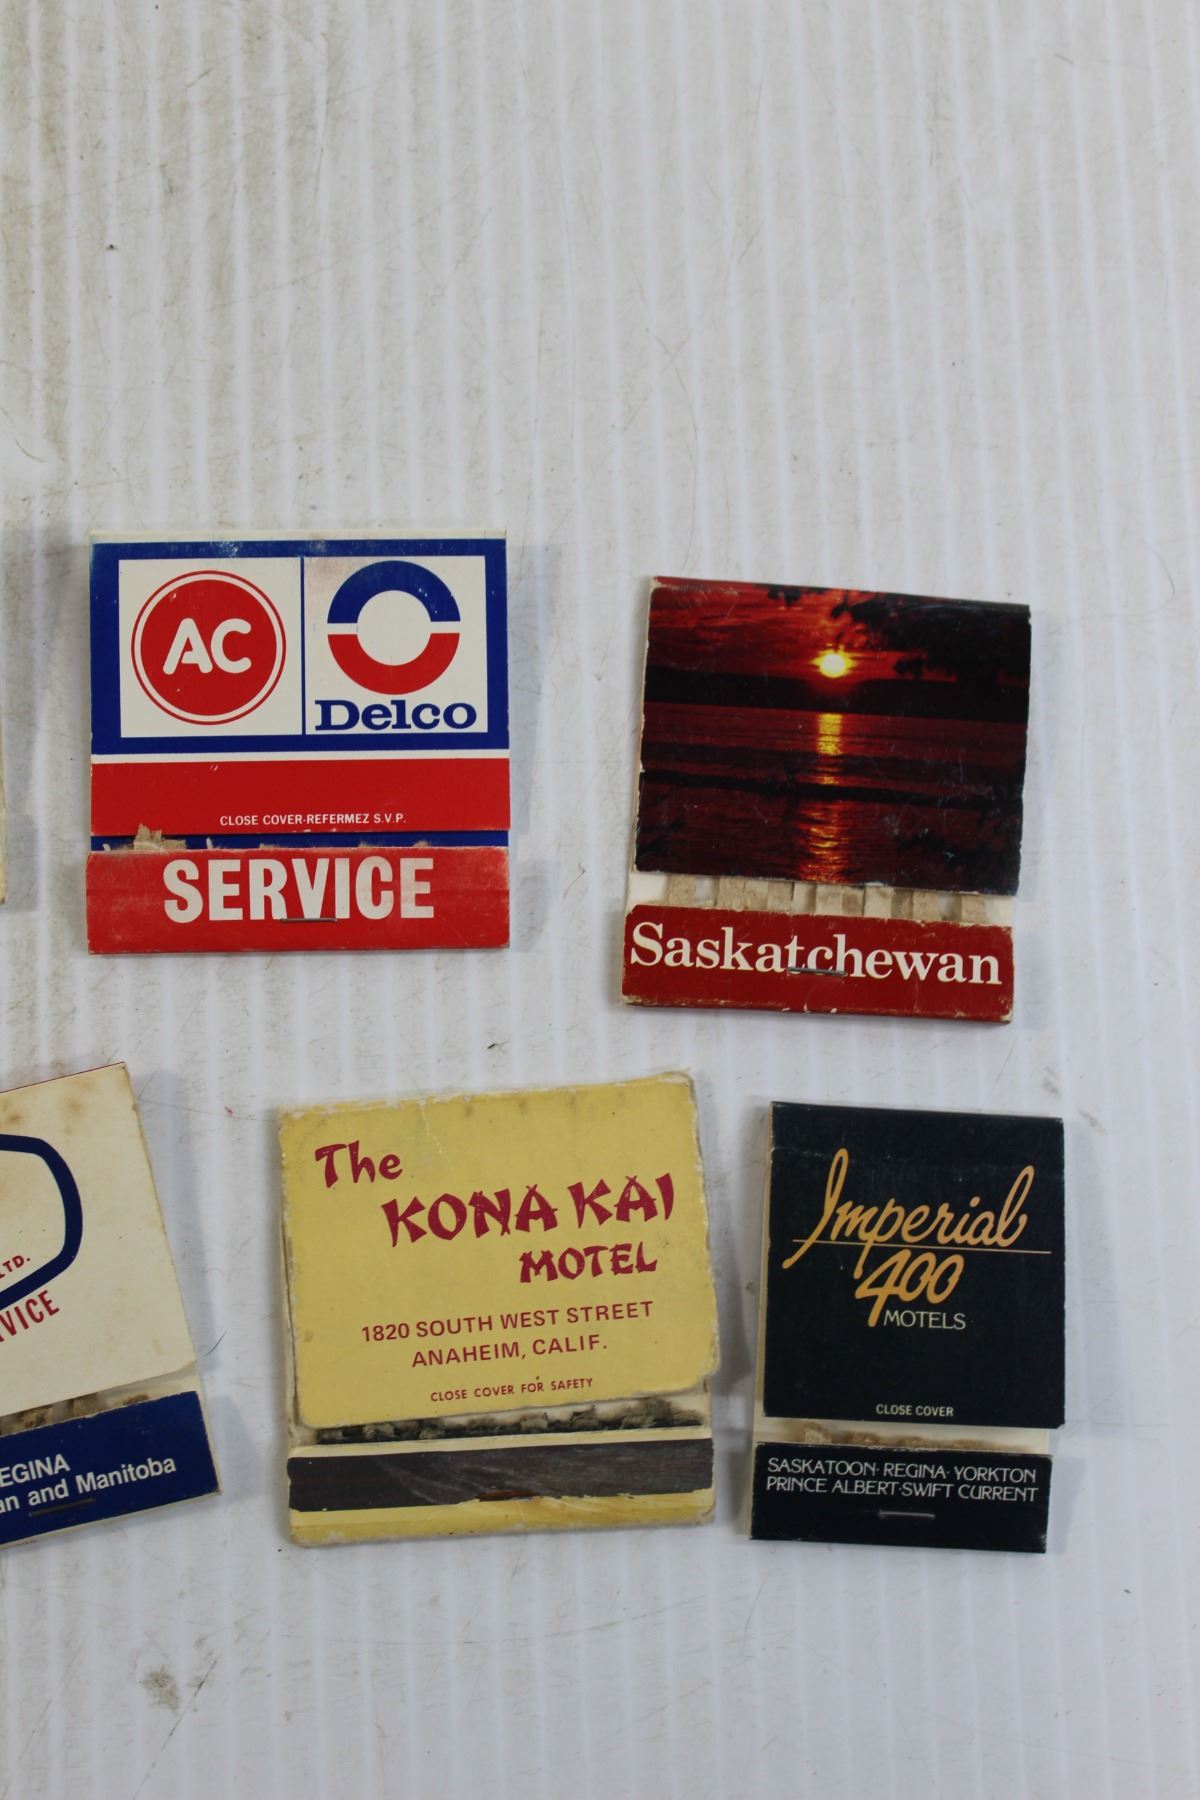 AC
Delco
CLOSE COVER-REFERMEZ S.V.P.
SERVICE
Saskatchewan
LTD.
EGINA
an and Manitoba
The
KONA KAI
MOTEL
1820 SOUTH WEST STREET
ANAHEIM, CALIF.
CLOSE COVER FOR SAFETY
Imperial
400
MOTELS
CLOSE COVER
SASKATOON· REGINA· YORKTON
PRINCE ALBERT·SWIFT CURRENT